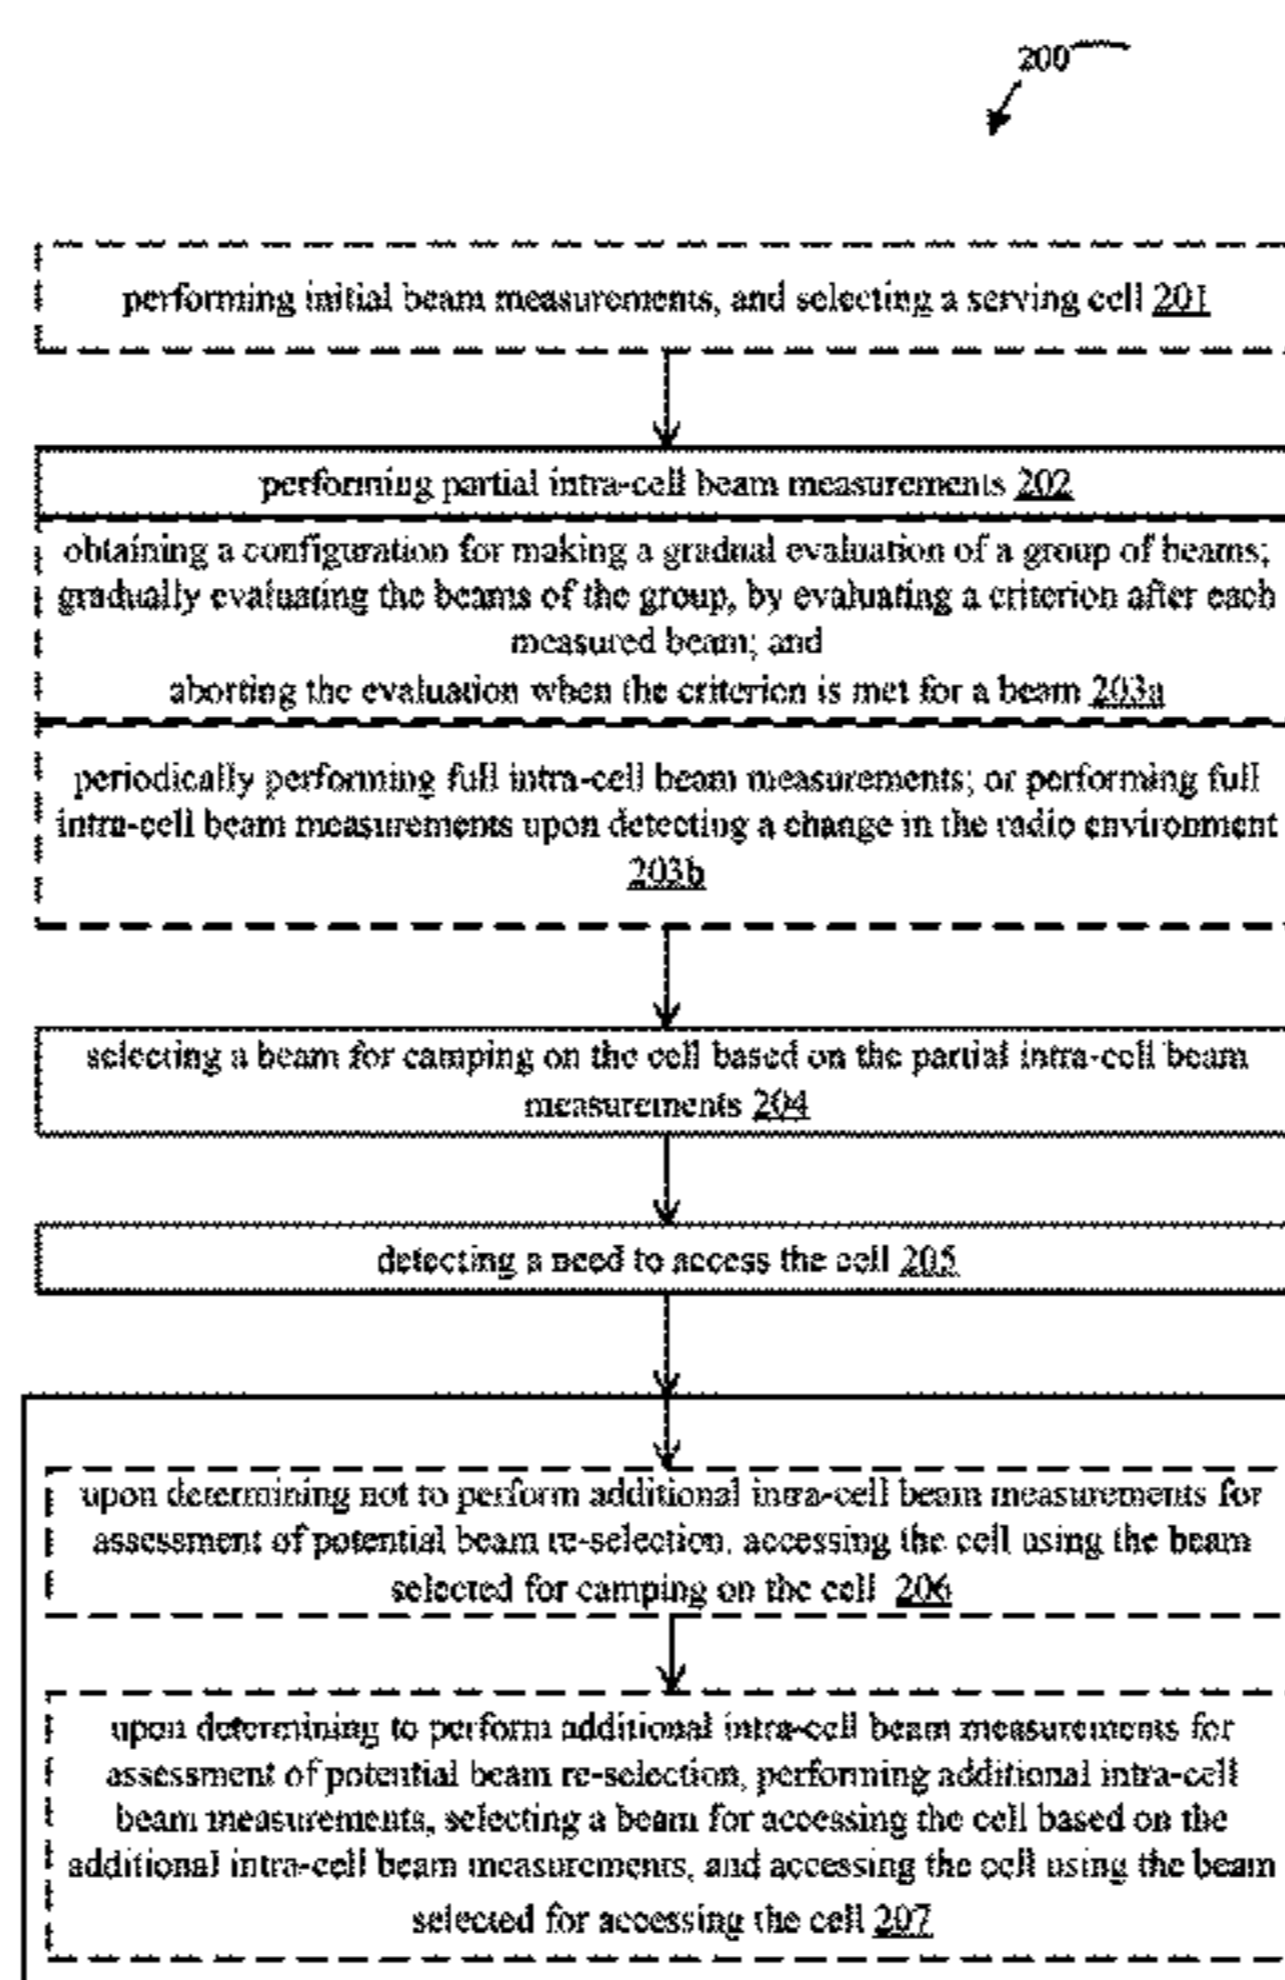 200
performing initial beam measurements, and selecting a serving cell 201
performing partial intra-cell beam measurements 202
obtaining a configuration for making a gradual evaluation of a group of beams;
gradually evaluating the beams of the group, by evaluating a criterion after each
measured beam; and
aborting the evaluation when the criterion is met for a beam 203a
periodically performing full intra-cell beam measurements; or performing full
intra-cell beam measurements upon detecting a change in the radio environment
203b
selecting a beam for camping on the cell based on the partial intra-cell beam
measurements 204
detecting a need to access the cell 205
upon determining not to perform additional intra-cell beam measurements for
assessment of potential beam re-selection, accessing the cell using the beam
selected for camping on the cell 206
upon determining to perform additional intra-cell beam measurements for
assessment of potential beam re-selection, performing additional intra-cell
beam measurements, selecting a beam for accessing the cell based on the
additional intra-cell beam measurements, and accessing the cell using the beam
selected for accessing the cell 207